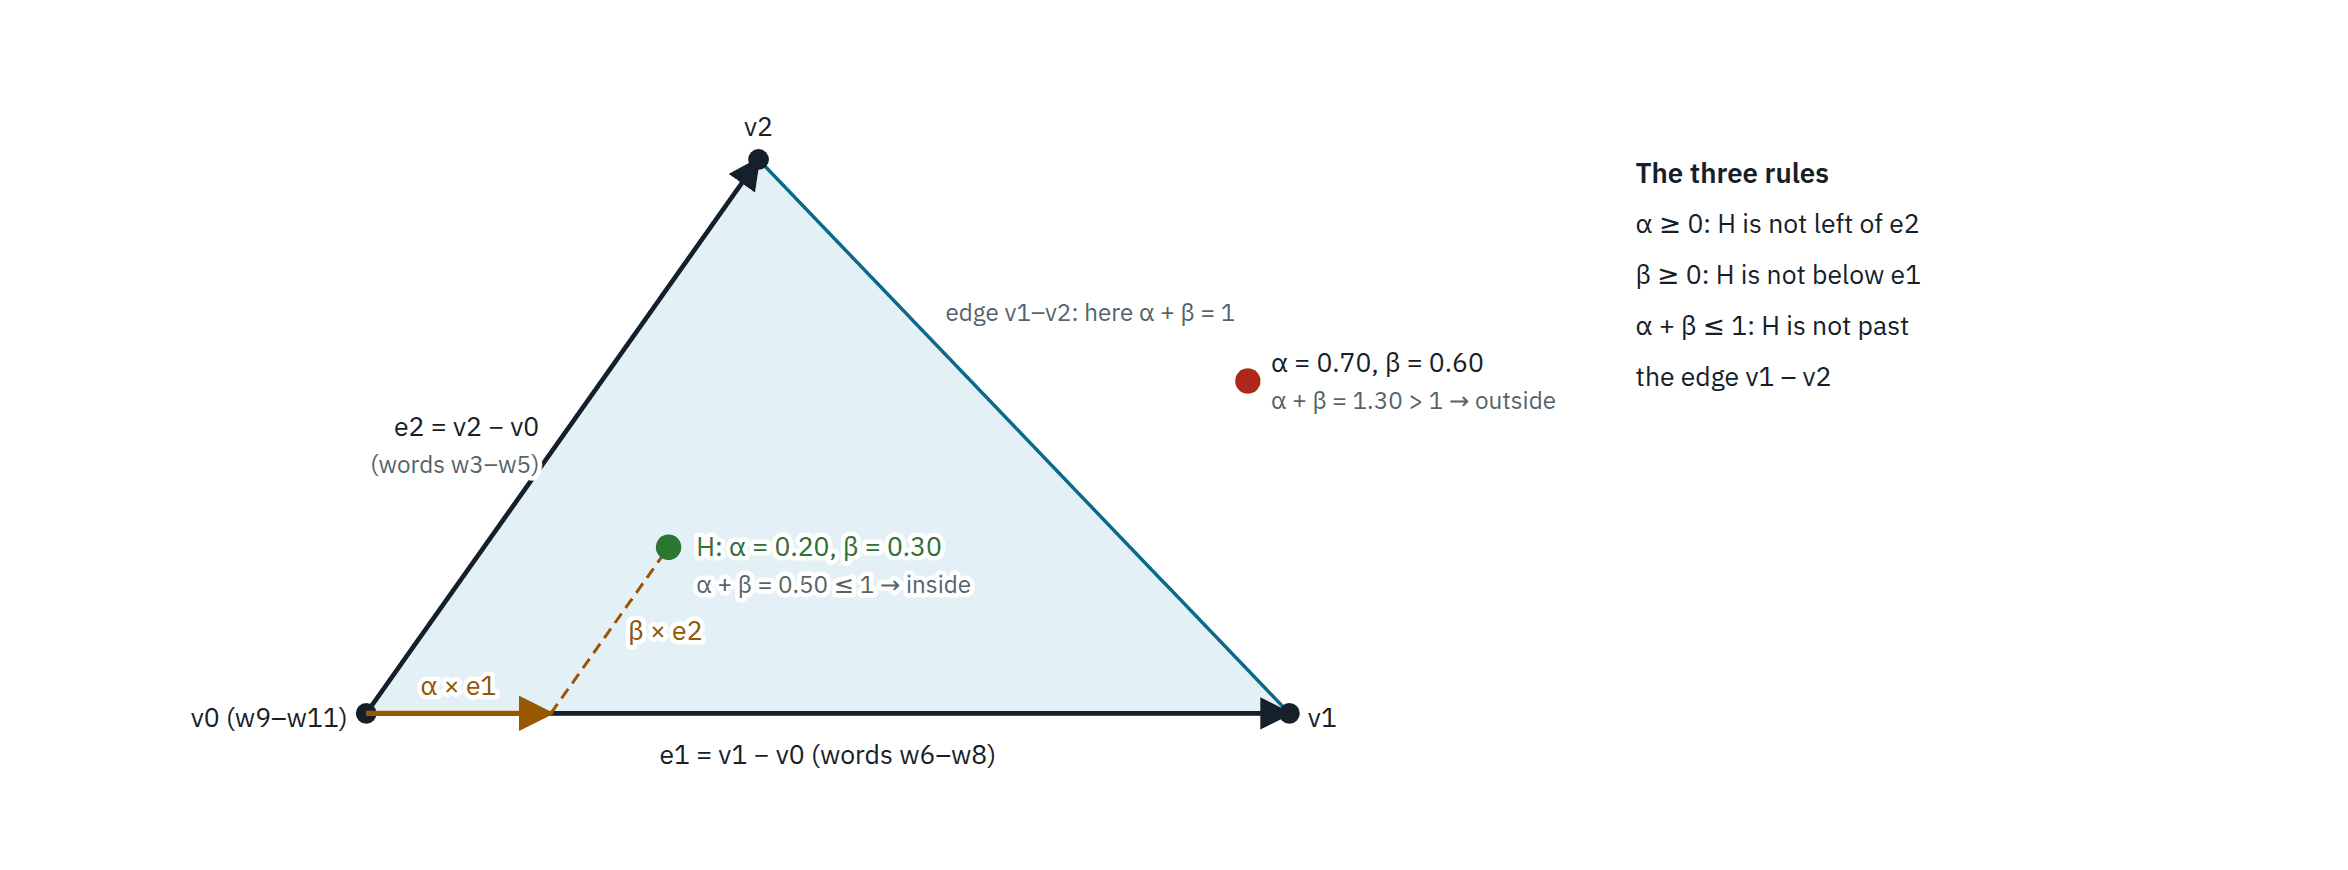 v2
The three rules
α ≥ 0: H is not left of e2
β ≥ 0: H is not below e1
α + β ≤ 1: H is not past
the edge v1 − v2
edge v1−v2: here α + β = 1
α = 0.70, β = 0.60
α + β = 1.30 > 1 → outside
e2 = v2 − v0
(words w3−w5)
H: α = 0.20, β = 0.30
α + β = 0.50 ≤ 1 → inside
β × e2
α × e1
v0 (w9−w11)
v1
e1 = v1 − v0 (words w6−w8)